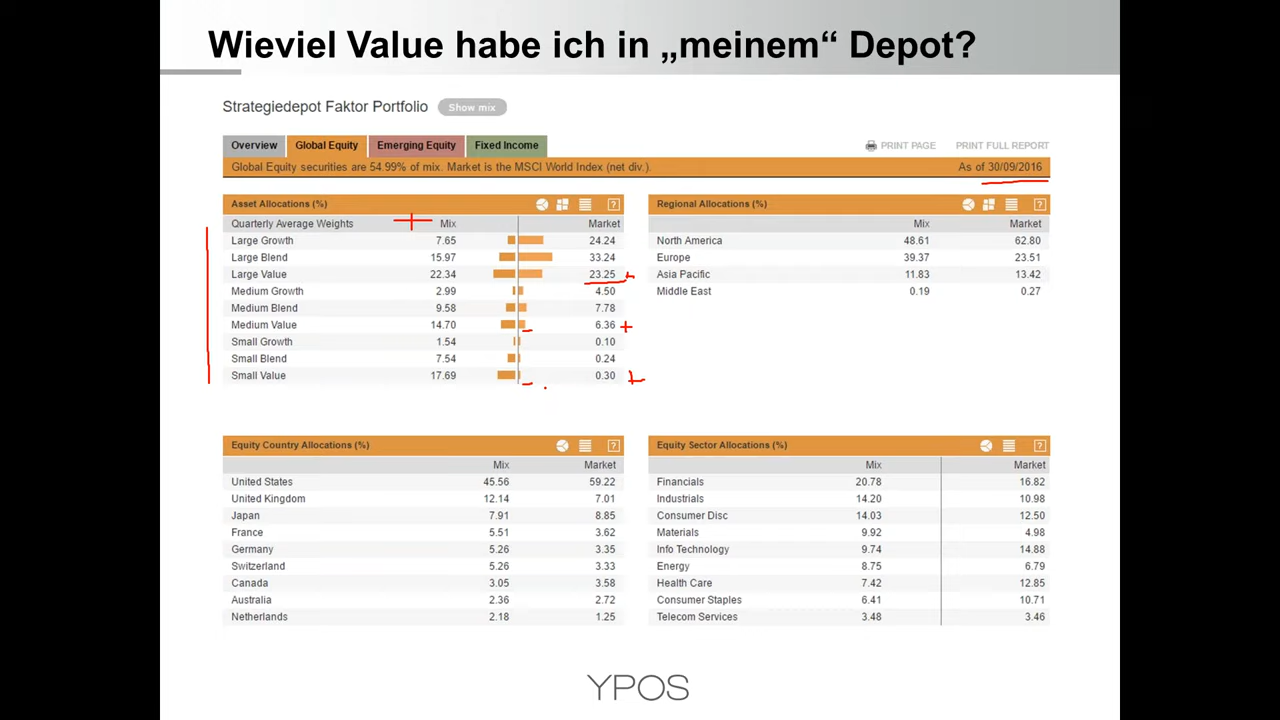 Wieviel Value habe ich in „meinem“ Depot?
Strategiedepot Faktor Portfolio Show mix
Overview Global Equity Emerging Equity Fixed Income PRINT PAGE PRINT FULL REPORT
Global Equity securities are 54.99% of mix. Market is the MSCI World Index (net div.). As of 30/09/2016
Asset Allocations (%) ?
Quarterly Average Weights Mix Market
Large Growth 7.65 24.24
Large Blend 15.97 33.24
Large Value 22.34 23.25
Medium Growth 2.99 4.50
Medium Blend 9.58 7.78
Medium Value 14.70 6.36
Small Growth 1.54 0.10
Small Blend 7.54 0.24
Small Value 17.69 0.30
Regional Allocations (%) ?
Mix Market
North America 48.61 62.80
Europe 39.37 23.51
Asia Pacific 11.83 13.42
Middle East 0.19 0.27
Equity Country Allocations (%) ?
Mix Market
United States 45.56 59.22
United Kingdom 12.14 7.01
Japan 7.91 8.85
France 5.51 3.62
Germany 5.26 3.35
Switzerland 5.26 3.33
Canada 3.05 3.58
Australia 2.36 2.72
Netherlands 2.18 1.25
Equity Sector Allocations (%) ?
Mix Market
Financials 20.78 16.82
Industrials 14.20 10.98
Consumer Disc 14.03 12.50
Materials 9.92 4.98
Info Technology 9.74 14.88
Energy 8.75 6.79
Health Care 7.42 12.85
Consumer Staples 6.41 10.71
Telecom Services 3.48 3.46
YPOS